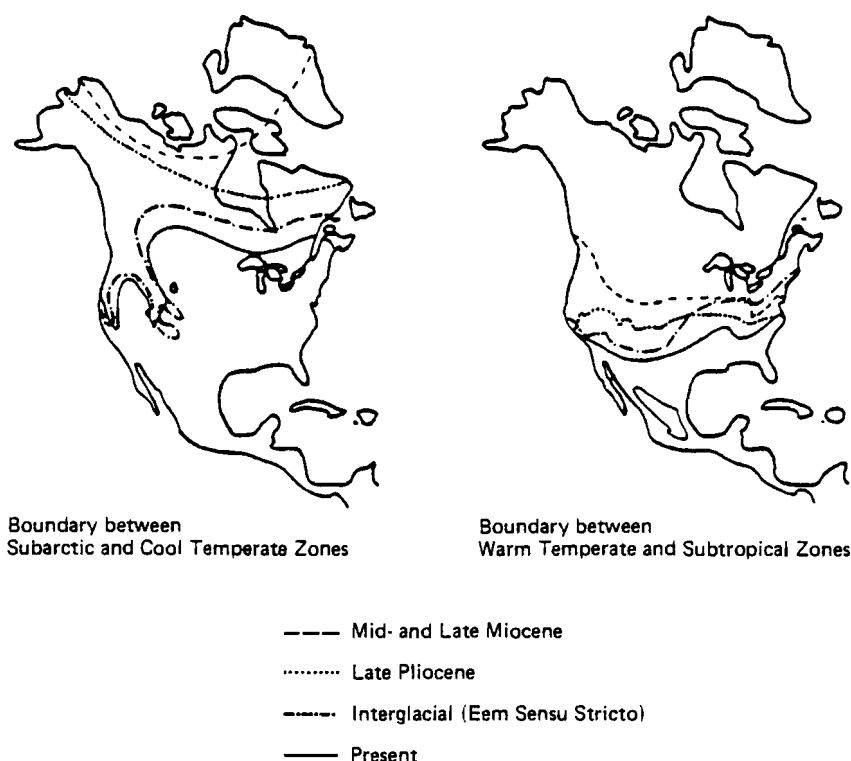 Boundary between
Subarctic and Cool Temperate Zones
Boundary between
Warm Temperate and Subtropical Zones
Mid- and Late Miocene
Late Pliocene
Interglacial (Eem Sensu Stricto)
Present